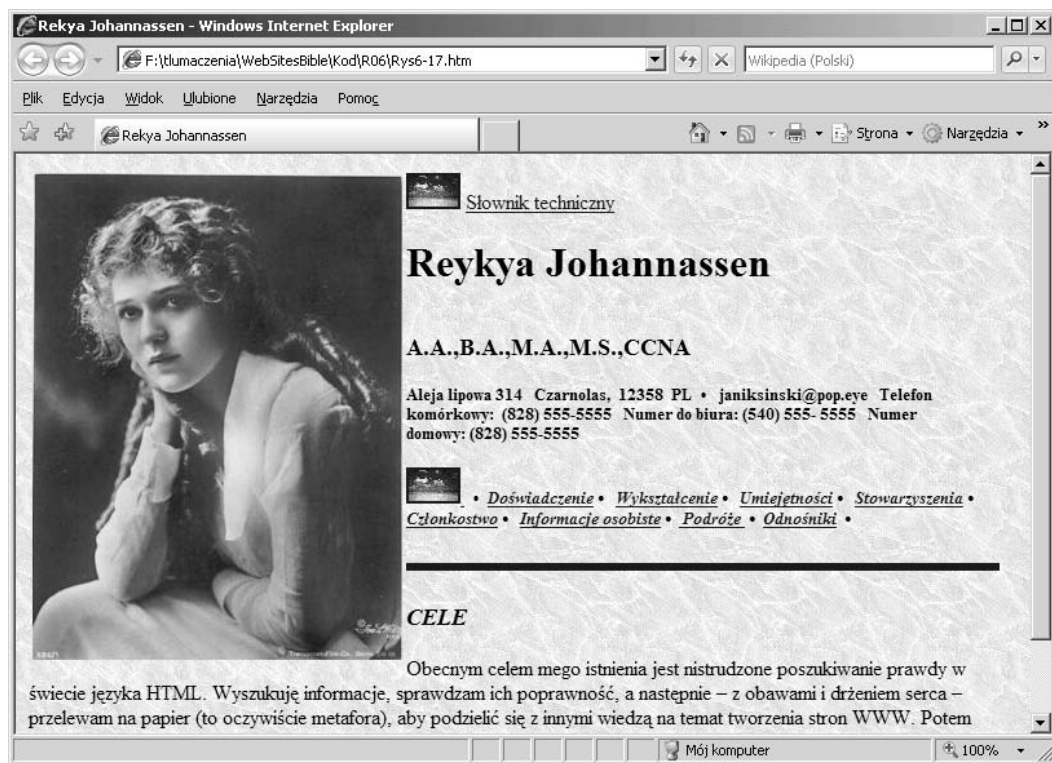 Rekya Johannassen - Windows Internet Explorer
F:\tlumaczenia\WebSitesBible\Kod\R06\Rys6-17.htm
Wikipedia (Polski)
Plik Edycja Widok Ulubione Narzędzia Pomoc
Rekya Johannassen
Strona Narzędzia »
Słownik techniczny
Reykya Johannassen
A.A.,B.A.,M.A.,M.S.,CCNA
Aleja lipowa 314 Czarnolas, 12358 PL • janiksinski@pop.eye Telefon
komórkowy: (828) 555-5555 Numer do biura: (540) 555- 5555 Numer
domowy: (828) 555-5555
• Doświadczenie • Wykształcenie • Umiejętności • Stowarzyszenia •
Członkostwo • Informacje osobiste • Podróże • Odnośniki •
CELE
Obecnym celem mego istnienia jest nistrudzone poszukiwanie prawdy w
świecie języka HTML. Wyszukuję informacje, sprawdzam ich poprawność, a następnie – z obawami i drżeniem serca –
przelewam na papier (to oczywiście metafora), aby podzielić się z innymi wiedzą na temat tworzenia stron WWW. Potem
Mój komputer
100%